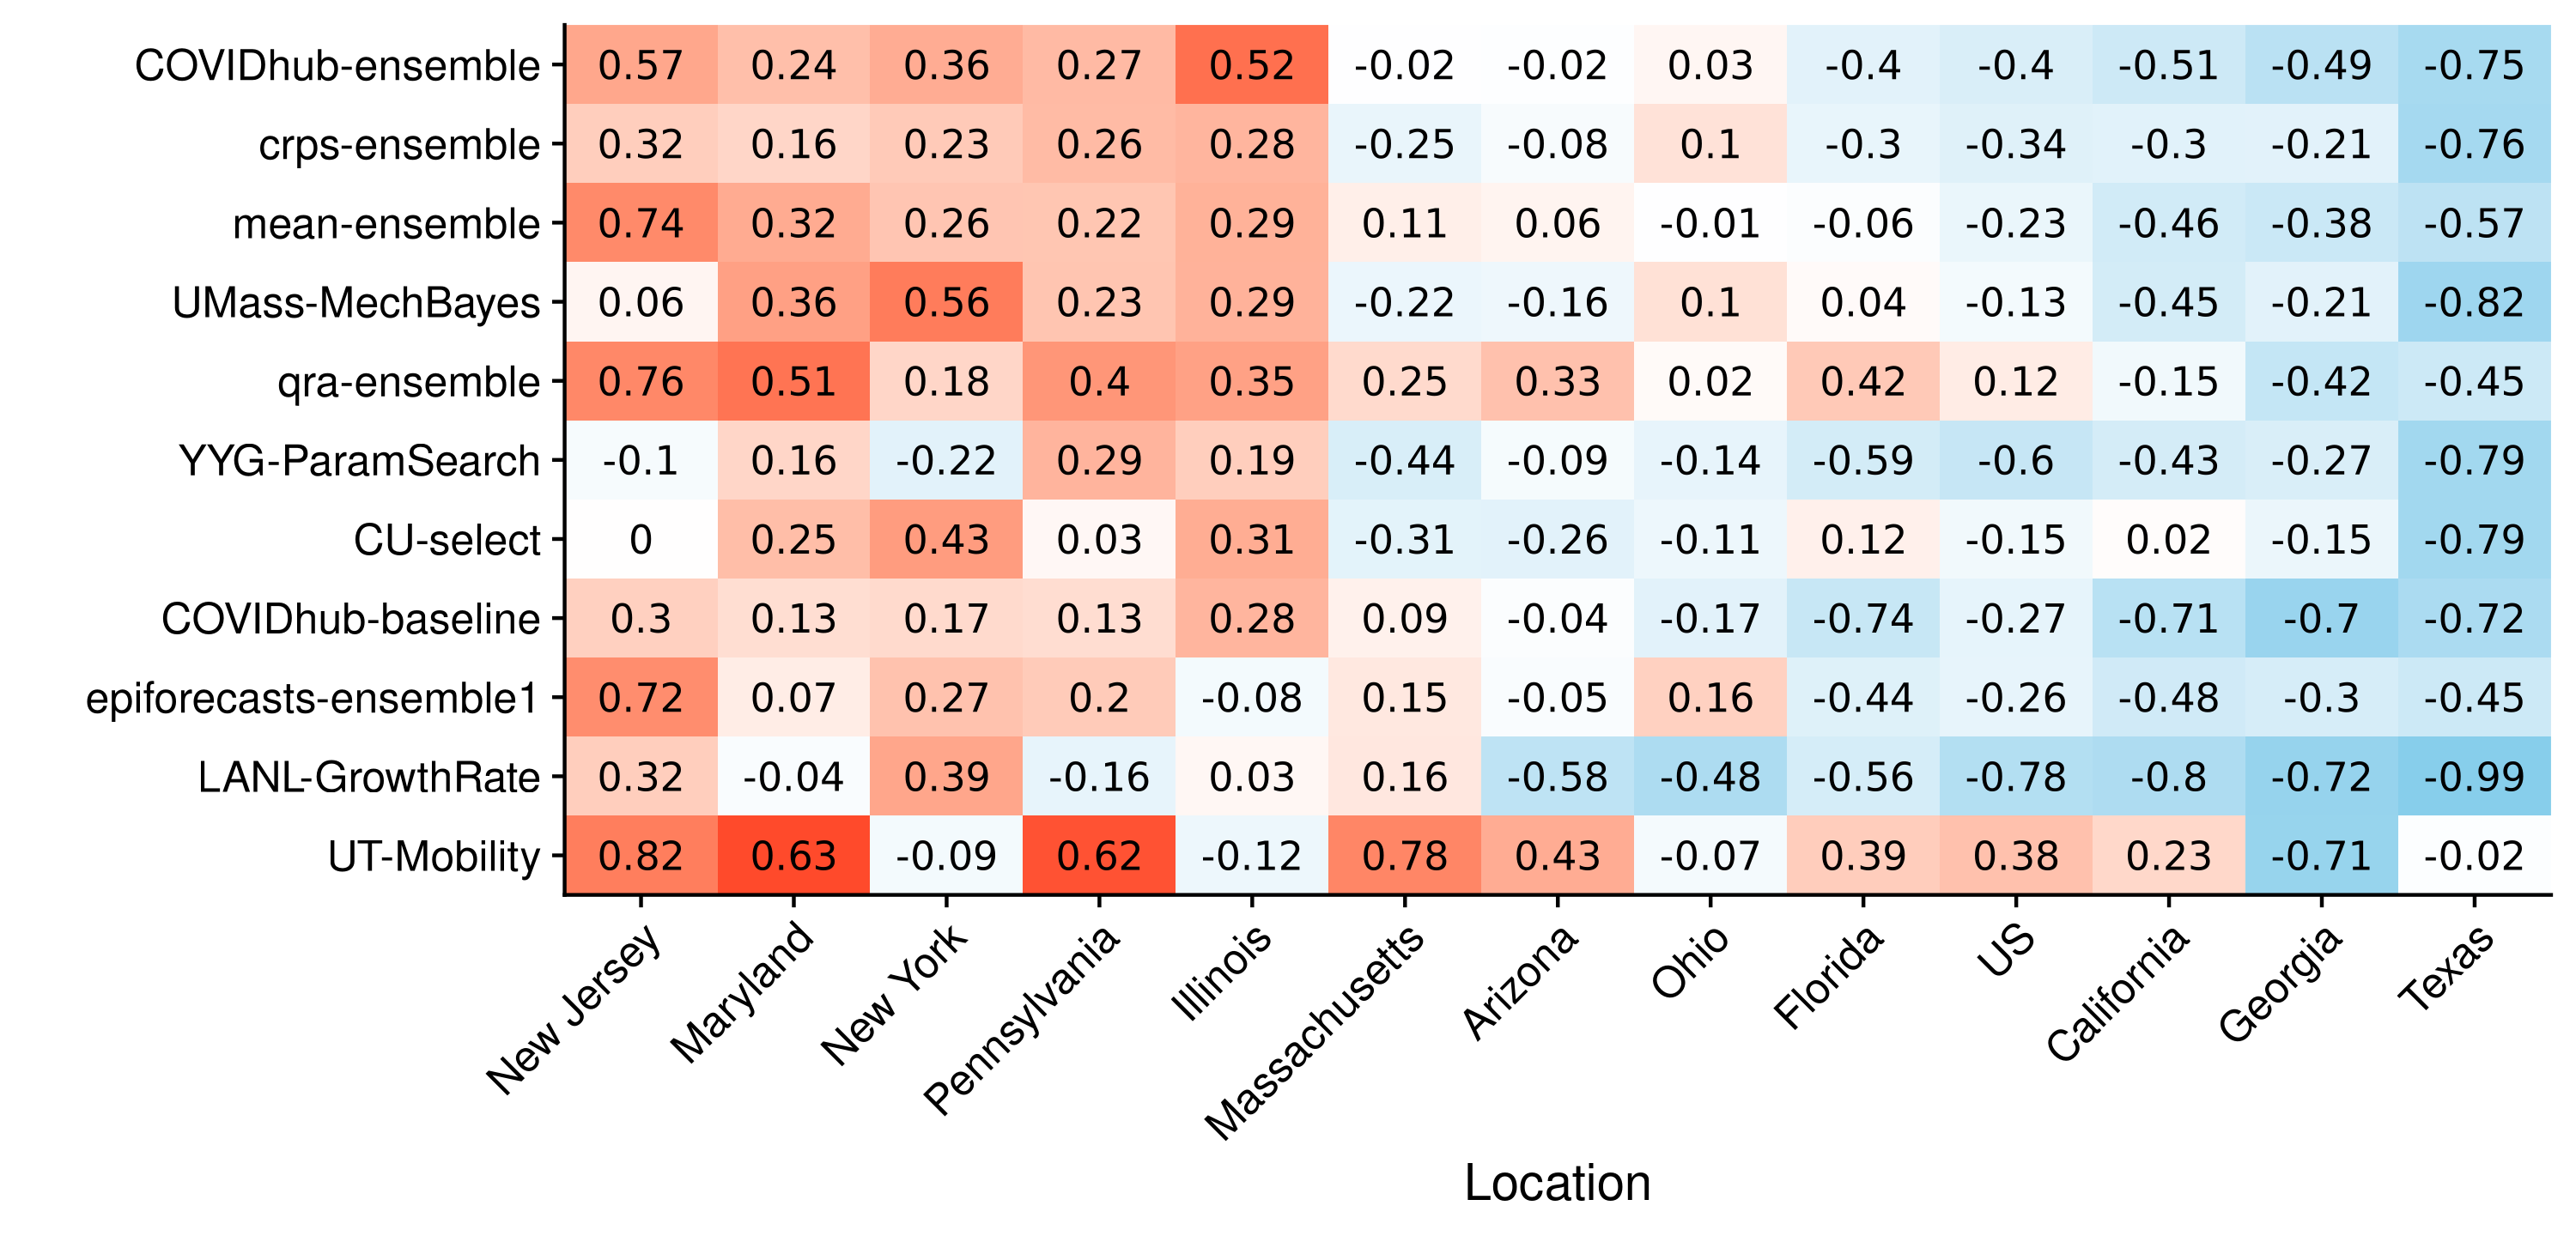 COVIDhub-ensemble 0.57 0.24 0.36 0.27 0.52 -0.02 -0.02 0.03 -0.4 -0.4 -0.51 -0.49 -0.75
crps-ensemble 0.32 0.16 0.23 0.26 0.28 -0.25 -0.08 0.1 -0.3 -0.34 -0.3 -0.21 -0.76
mean-ensemble 0.74 0.32 0.26 0.22 0.29 0.11 0.06 -0.01 -0.06 -0.23 -0.46 -0.38 -0.57
UMass-MechBayes 0.06 0.36 0.56 0.23 0.29 -0.22 -0.16 0.1 0.04 -0.13 -0.45 -0.21 -0.82
qra-ensemble 0.76 0.51 0.18 0.4 0.35 0.25 0.33 0.02 0.42 0.12 -0.15 -0.42 -0.45
YYG-ParamSearch -0.1 0.16 -0.22 0.29 0.19 -0.44 -0.09 -0.14 -0.59 -0.6 -0.43 -0.27 -0.79
CU-select 0 0.25 0.43 0.03 0.31 -0.31 -0.26 -0.11 0.12 -0.15 0.02 -0.15 -0.79
COVIDhub-baseline 0.3 0.13 0.17 0.13 0.28 0.09 -0.04 -0.17 -0.74 -0.27 -0.71 -0.7 -0.72
epiforecasts-ensemble1 0.72 0.07 0.27 0.2 -0.08 0.15 -0.05 0.16 -0.44 -0.26 -0.48 -0.3 -0.45
LANL-GrowthRate 0.32 -0.04 0.39 -0.16 0.03 0.16 -0.58 -0.48 -0.56 -0.78 -0.8 -0.72 -0.99
UT-Mobility 0.82 0.63 -0.09 0.62 -0.12 0.78 0.43 -0.07 0.39 0.38 0.23 -0.71 -0.02
New Jersey Maryland New York Pennsylvania Illinois Massachusetts Arizona Ohio Florida US California Georgia Texas
Location